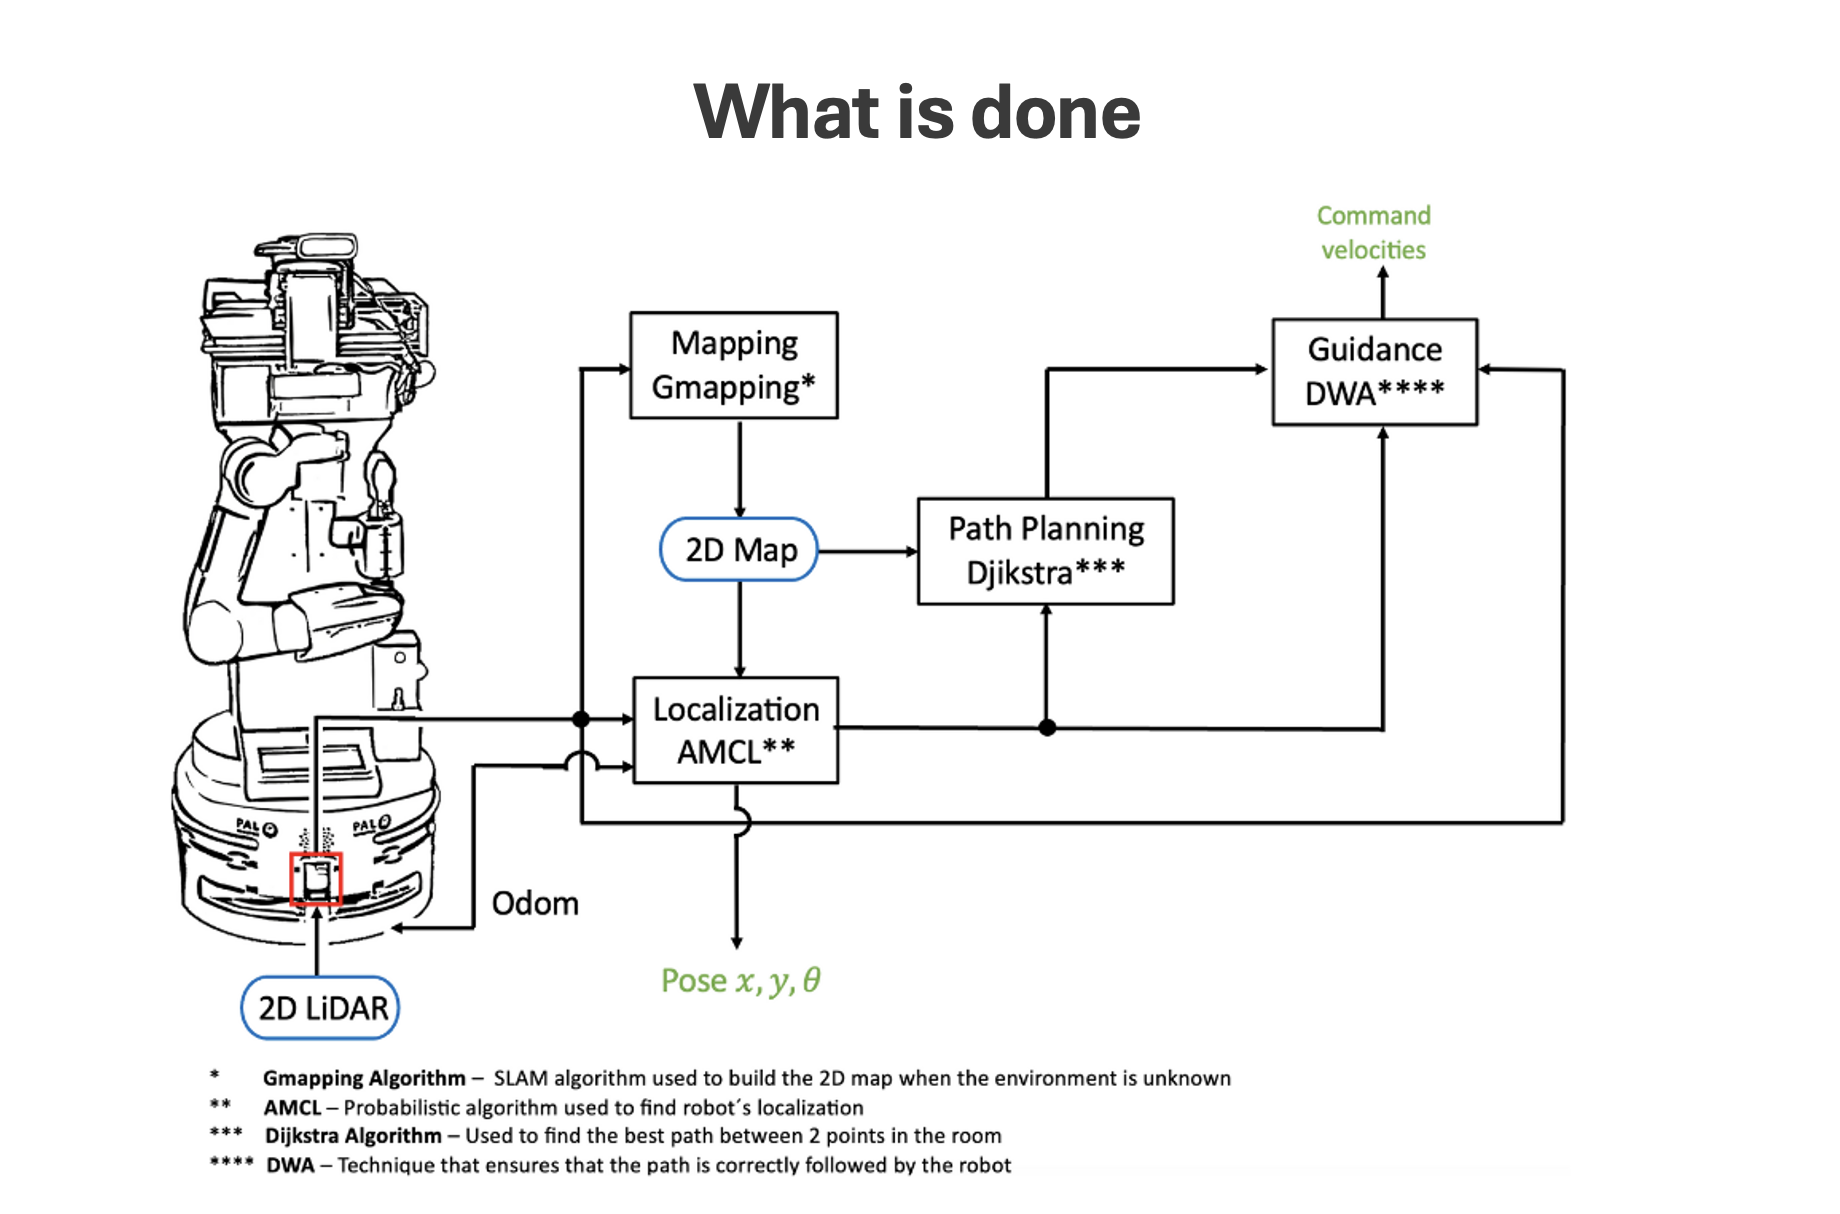 What is done
Command
velocities
Mapping
Gmapping*
Guidance
DWA****
2D Map
Path Planning
Djikstra***
Localization
AMCL**
PAL
PAL
Odom
Pose x, y, θ
2D LiDAR
* Gmapping Algorithm – SLAM algorithm used to build the 2D map when the environment is unknown
** AMCL – Probabilistic algorithm used to find robot´s localization
*** Dijkstra Algorithm – Used to find the best path between 2 points in the room
**** DWA – Technique that ensures that the path is correctly followed by the robot